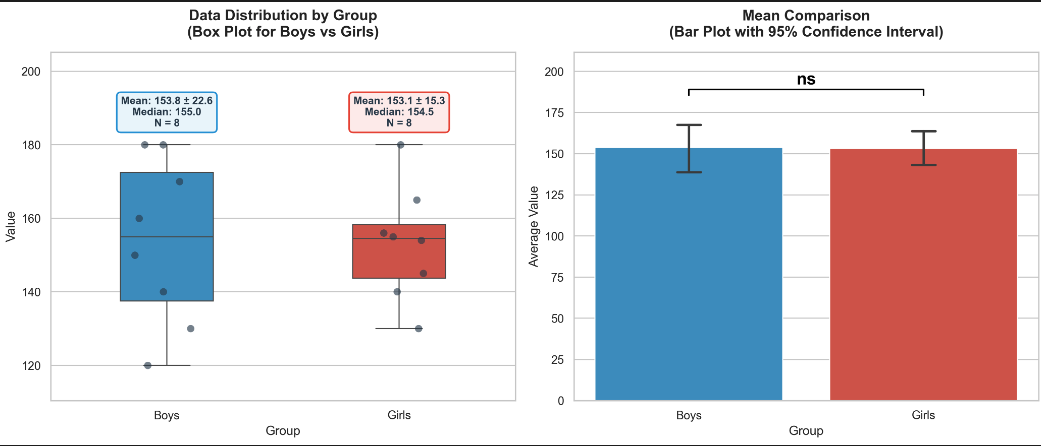 Data Distribution by Group
(Box Plot for Boys vs Girls)
Value
200
180
160
140
120
Mean: 153.8 ± 22.6
Median: 155.0
N = 8
Mean: 153.1 ± 15.3
Median: 154.5
N = 8
Boys
Girls
Group
Mean Comparison
(Bar Plot with 95% Confidence Interval)
Average Value
200
175
150
125
100
75
50
25
0
ns
Boys
Girls
Group